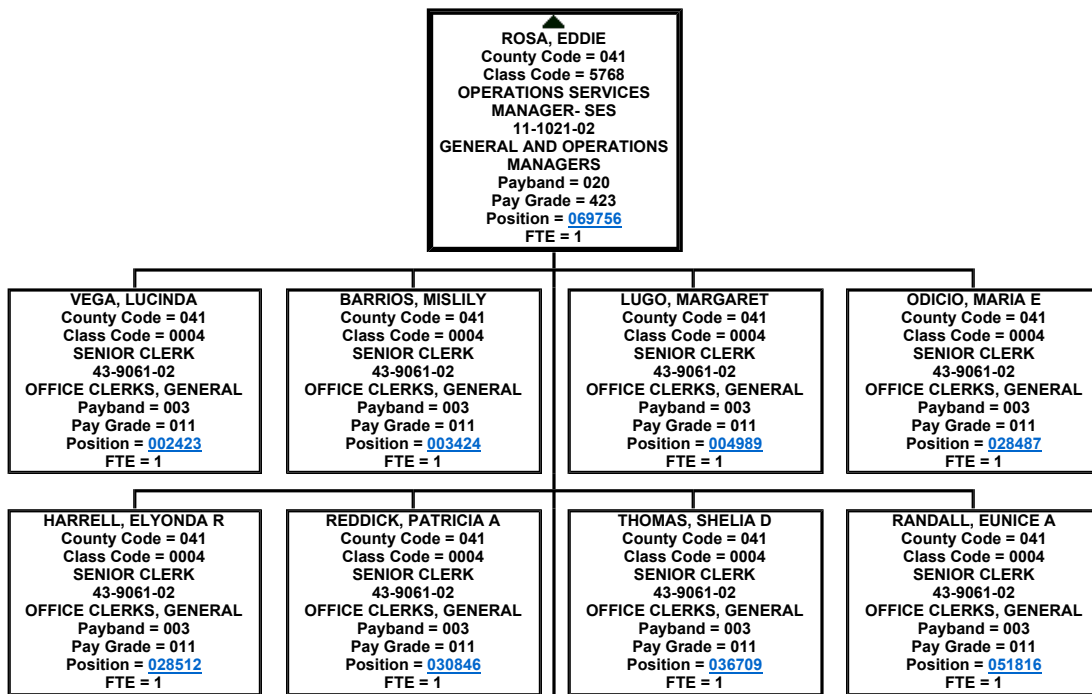 ROSA, EDDIE
County Code = 041
Class Code = 5768
OPERATIONS SERVICES
MANAGER- SES
11-1021-02
GENERAL AND OPERATIONS
MANAGERS
Payband = 020
Pay Grade = 423
Position = 069756
FTE = 1
VEGA, LUCINDA
County Code = 041
Class Code = 0004
SENIOR CLERK
43-9061-02
OFFICE CLERKS, GENERAL
Payband = 003
Pay Grade = 011
Position = 002423
FTE = 1
BARRIOS, MISLILY
County Code = 041
Class Code = 0004
SENIOR CLERK
43-9061-02
OFFICE CLERKS, GENERAL
Payband = 003
Pay Grade = 011
Position = 003424
FTE = 1
LUGO, MARGARET
County Code = 041
Class Code = 0004
SENIOR CLERK
43-9061-02
OFFICE CLERKS, GENERAL
Payband = 003
Pay Grade = 011
Position = 004989
FTE = 1
ODICIO, MARIA E
County Code = 041
Class Code = 0004
SENIOR CLERK
43-9061-02
OFFICE CLERKS, GENERAL
Payband = 003
Pay Grade = 011
Position = 028487
FTE = 1
HARRELL, ELYONDA R
County Code = 041
Class Code = 0004
SENIOR CLERK
43-9061-02
OFFICE CLERKS, GENERAL
Payband = 003
Pay Grade = 011
Position = 028512
FTE = 1
REDDICK, PATRICIA A
County Code = 041
Class Code = 0004
SENIOR CLERK
43-9061-02
OFFICE CLERKS, GENERAL
Payband = 003
Pay Grade = 011
Position = 030846
FTE = 1
THOMAS, SHELIA D
County Code = 041
Class Code = 0004
SENIOR CLERK
43-9061-02
OFFICE CLERKS, GENERAL
Payband = 003
Pay Grade = 011
Position = 036709
FTE = 1
RANDALL, EUNICE A
County Code = 041
Class Code = 0004
SENIOR CLERK
43-9061-02
OFFICE CLERKS, GENERAL
Payband = 003
Pay Grade = 011
Position = 051816
FTE = 1